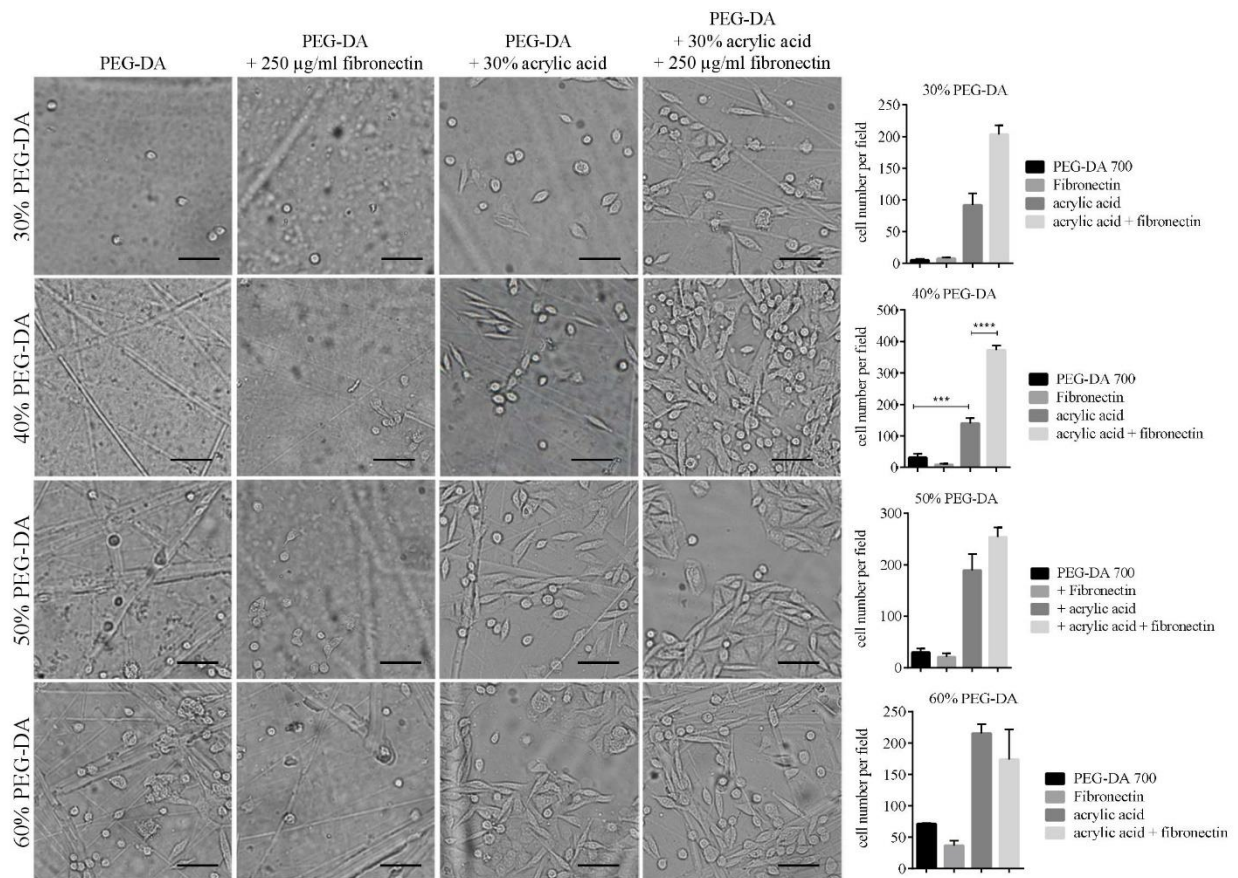 PEG-DA
PEG-DA
+ 250 µg/ml fibronectin
PEG-DA
+ 30% acrylic acid
PEG-DA
+ 30% acrylic acid
+ 250 µg/ml fibronectin
30% PEG-DA
40% PEG-DA
50% PEG-DA
60% PEG-DA
30% PEG-DA
cell number per field
250
200
150
100
50
0
PEG-DA 700
Fibronectin
acrylic acid
acrylic acid + fibronectin
40% PEG-DA
cell number per field
500
400
300
200
100
0
***
****
PEG-DA 700
Fibronectin
acrylic acid
acrylic acid + fibronectin
50% PEG-DA
cell number per field
300
200
100
0
PEG-DA 700
+ Fibronectin
+ acrylic acid
+ acrylic acid + fibronectin
60% PEG-DA
cell number per field
250
200
150
100
50
0
PEG-DA 700
Fibronectin
acrylic acid
acrylic acid + fibronectin